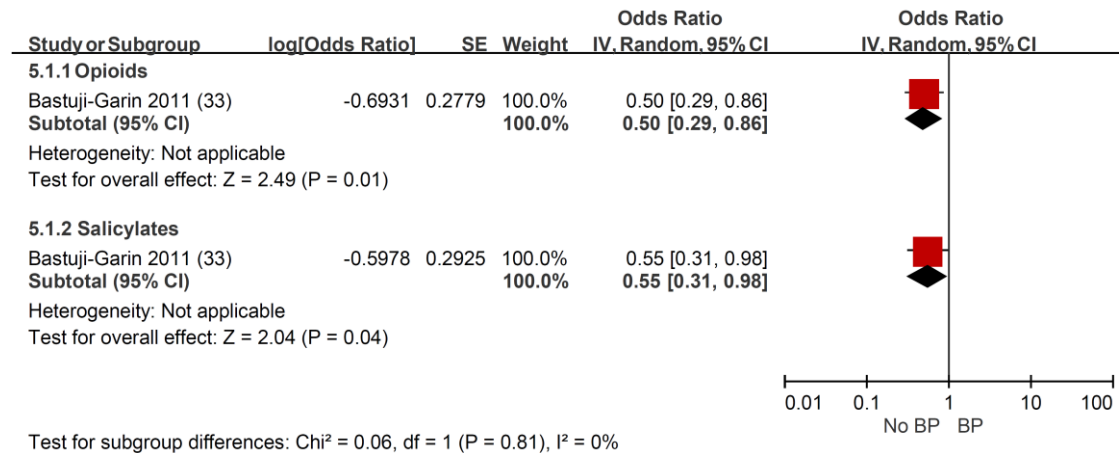 Odds Ratio Odds Ratio
Study or Subgroup log[Odds Ratio] SE Weight IV, Random, 95% CI IV, Random, 95% CI
5.1.1 Opioids
Bastuji-Garin 2011 (33) -0.6931 0.2779 100.0% 0.50 [0.29, 0.86]
Subtotal (95% CI) 100.0% 0.50 [0.29, 0.86]
Heterogeneity: Not applicable
Test for overall effect: Z = 2.49 (P = 0.01)
5.1.2 Salicylates
Bastuji-Garin 2011 (33) -0.5978 0.2925 100.0% 0.55 [0.31, 0.98]
Subtotal (95% CI) 100.0% 0.55 [0.31, 0.98]
Heterogeneity: Not applicable
Test for overall effect: Z = 2.04 (P = 0.04)
0.01 0.1 1 10 100
No BP BP
Test for subgroup differences: Chi² = 0.06, df = 1 (P = 0.81), I² = 0%